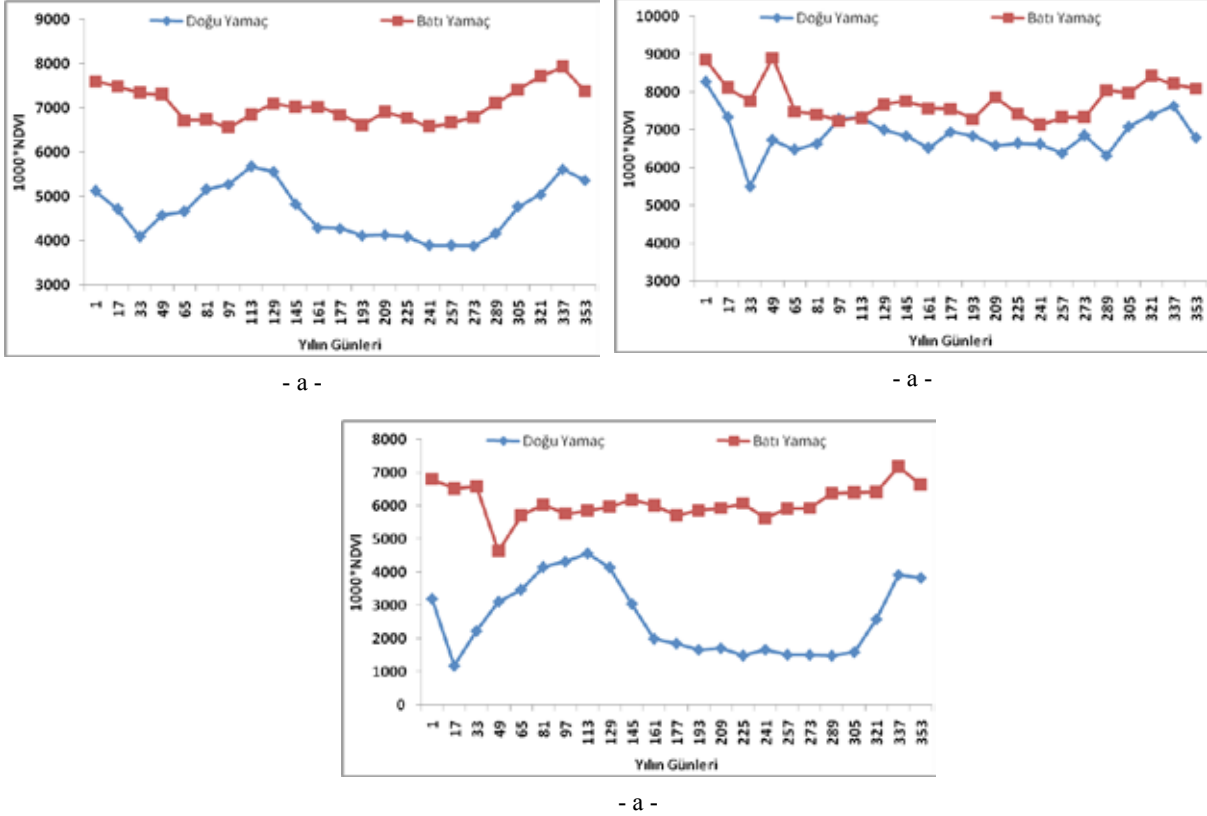 Doğu Yamaç Batı Yamaç
9000
8000
7000
6000
5000
4000
3000
1000*NDVI
1 17 33 49 65 81 97 113 129 145 161 177 193 209 225 241 257 273 289 305 321 337 353
Yılın Günleri
- a -
Doğu Yamaç Batı Yamaç
10000
9000
8000
7000
6000
5000
4000
3000
1000*NDVI
1 17 33 49 65 81 97 113 129 145 161 177 193 209 225 241 257 273 289 305 321 337 353
Yılın Günleri
- a -
Doğu Yamaç Batı Yamaç
8000
7000
6000
5000
4000
3000
2000
1000
0
1000*NDVI
1 17 33 49 65 81 97 113 129 145 161 177 193 209 225 241 257 273 289 305 321 337 353
Yılın Günleri
- a -